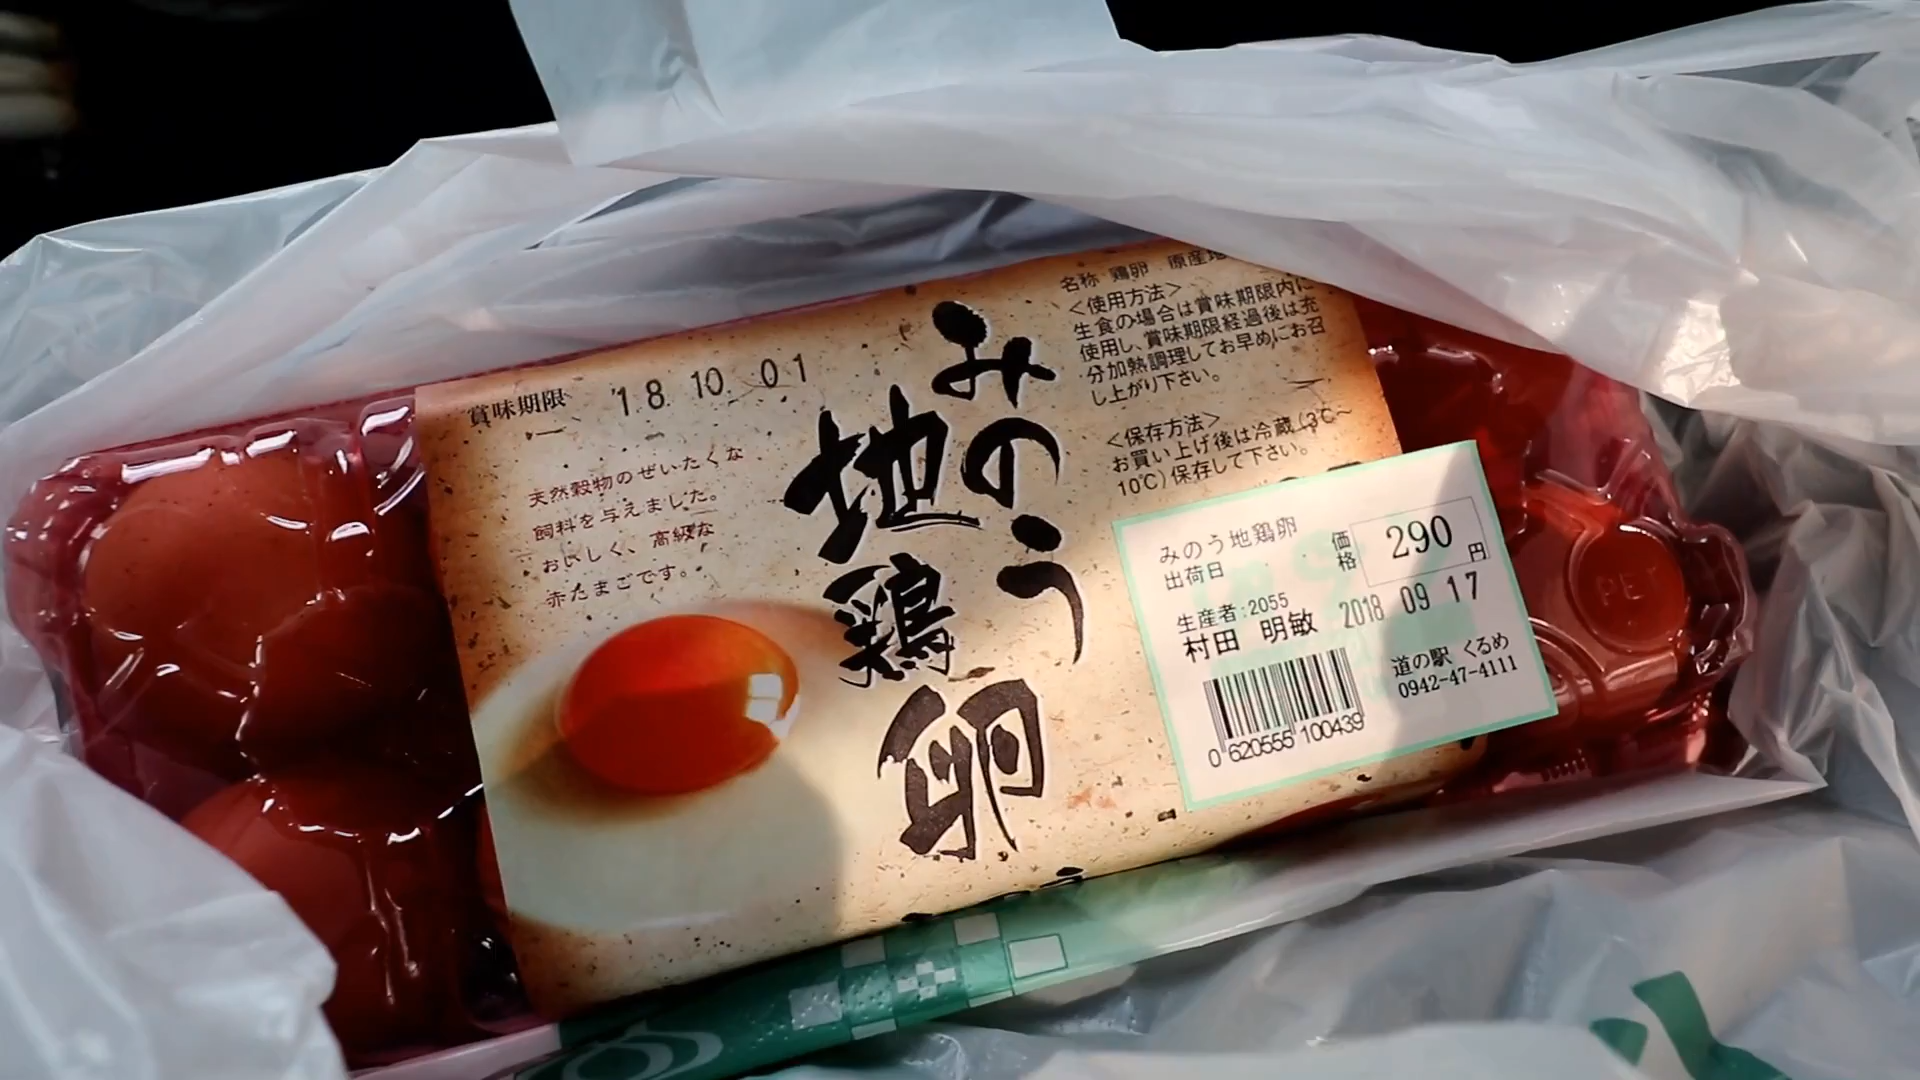 賞味期限 '18.10.01
天然穀物のぜいたくな
飼料を与えました。
おいしく、高級な
赤たまごです。
みのう
地鶏卵
名称 鶏卵 原産地
<使用方法>
生食の場合は賞味期限内に
使用し、賞味期限経過後は充
分加熱調理してお早めにお召
し上がり下さい。
<保存方法>
お買い上げ後は冷蔵(3℃～
10℃)保存して下さい。
みのう地鶏卵
価格 290円
出荷日
2018 09 17
生産者:2055
村田 明敏
道の駅 くるめ
0942-47-4111
0 620555 100439
PET